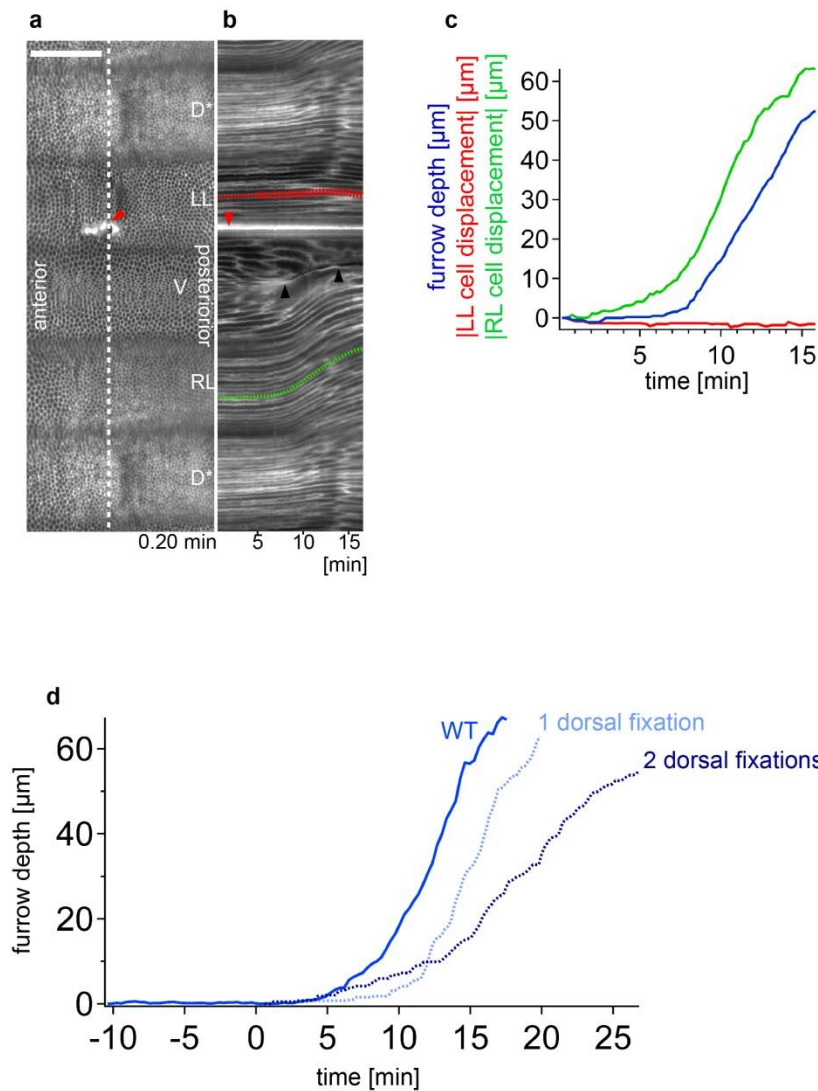 a
b
c
D*
LL
anterior
V
posteriorior
RL
D*
0.20 min
5
10
15
[min]
furrow depth [µm]
|LL cell displacement| [µm]
|RL cell displacement| [µm]
60
50
40
30
20
10
0
5
10
15
time [min]
d
furrow depth [µm]
60
40
20
0
WT
1 dorsal fixation
2 dorsal fixations
-10
-5
0
5
10
15
20
25
time [min]